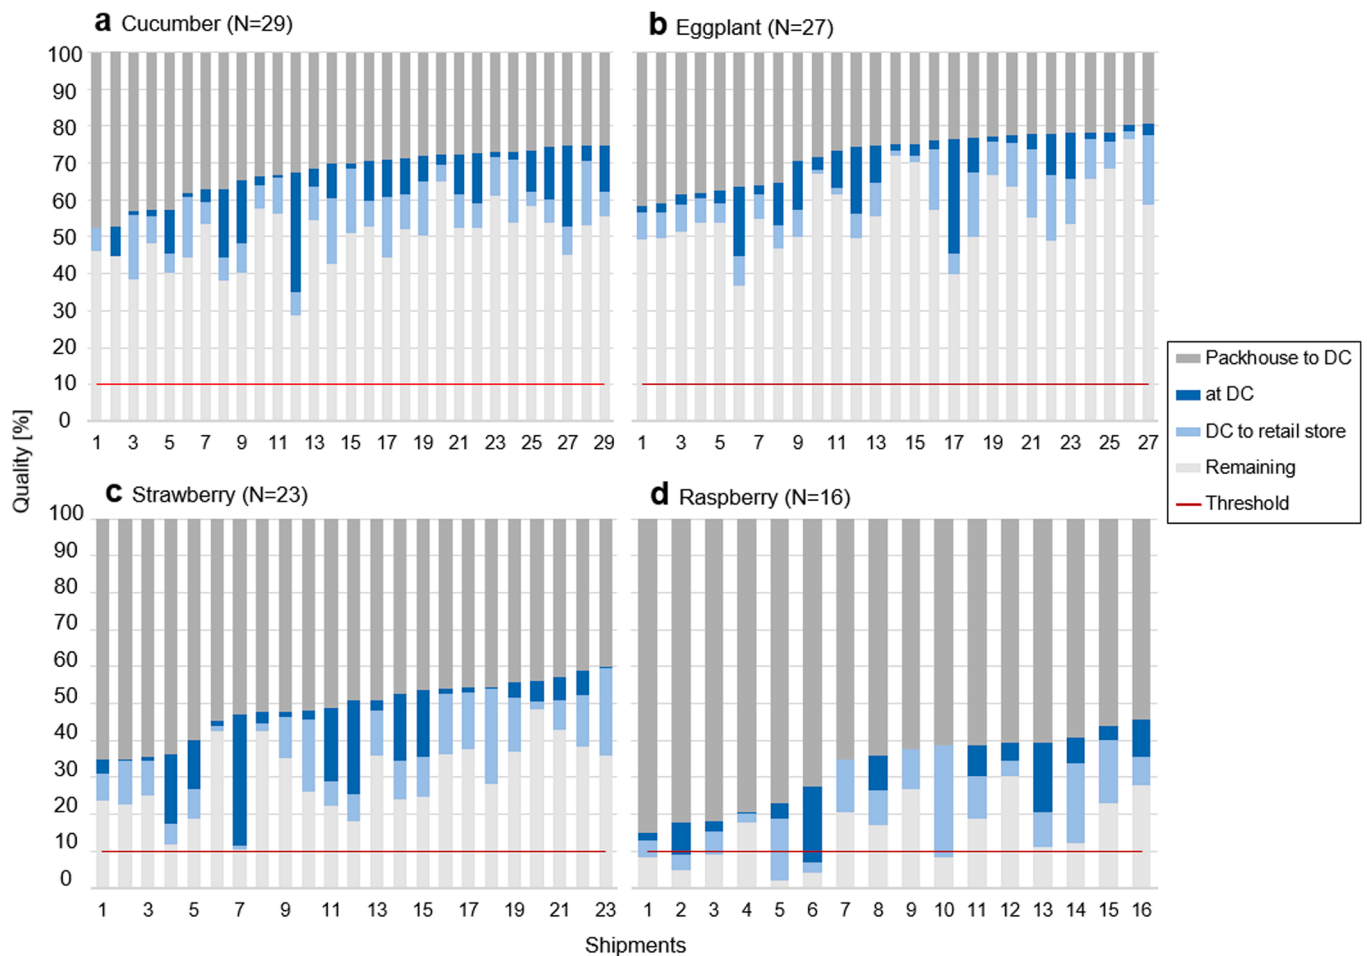 a Cucumber (N=29)
b Eggplant (N=27)
100
90
80
70
60
50
40
30
20
10
0
1 3 5 7 9 11 13 15 17 19 21 23 25 27 29
1 3 5 7 9 11 13 15 17 19 21 23 25 27
Packhouse to DC
at DC
DC to retail store
Remaining
Threshold
Quality [%]
c Strawberry (N=23)
d Raspberry (N=16)
100
90
80
70
60
50
40
30
20
10
0
1 3 5 7 9 11 13 15 17 19 21 23
1 2 3 4 5 6 7 8 9 10 11 12 13 14 15 16
Shipments